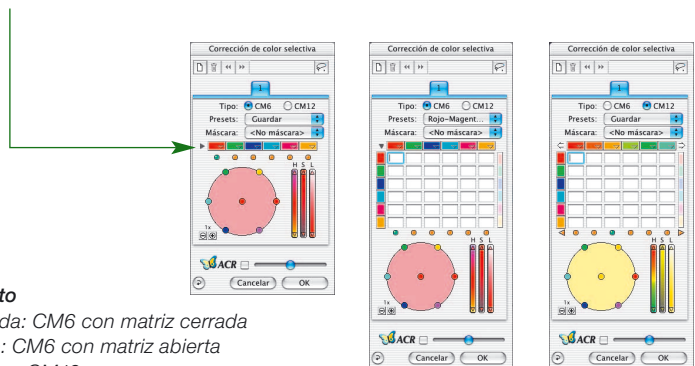 Corrección de color selectiva
1
Tipo: CM6 CM12
Presets: Guardar
Máscara: <No máscara>
H S L
1x
ACR
Cancelar OK
Corrección de color selectiva
1
Tipo: CM6 CM12
Presets: Rojo-Magent...
Máscara: <No máscara>
H S L
1x
ACR
Cancelar OK
Corrección de color selectiva
1
Tipo: CM6 CM12
Presets: Guardar
Máscara: <No máscara>
H S L
1x
ACR
Cancelar OK
to
da: CM6 con matriz cerrada
: CM6 con matriz abierta